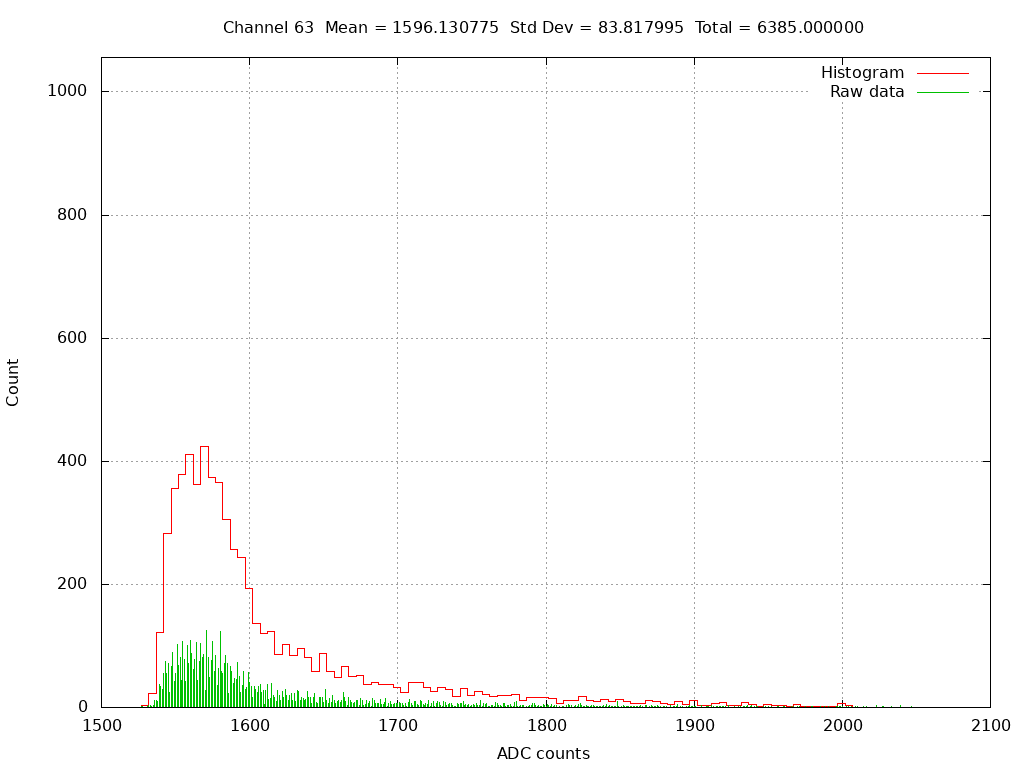 Channel 63  Mean = 1596.130775  Std Dev = 83.817995  Total = 6385.000000
Histogram
Raw data
1000
800
600
400
200
0
Count
1500 1600 1700 1800 1900 2000 2100
ADC counts